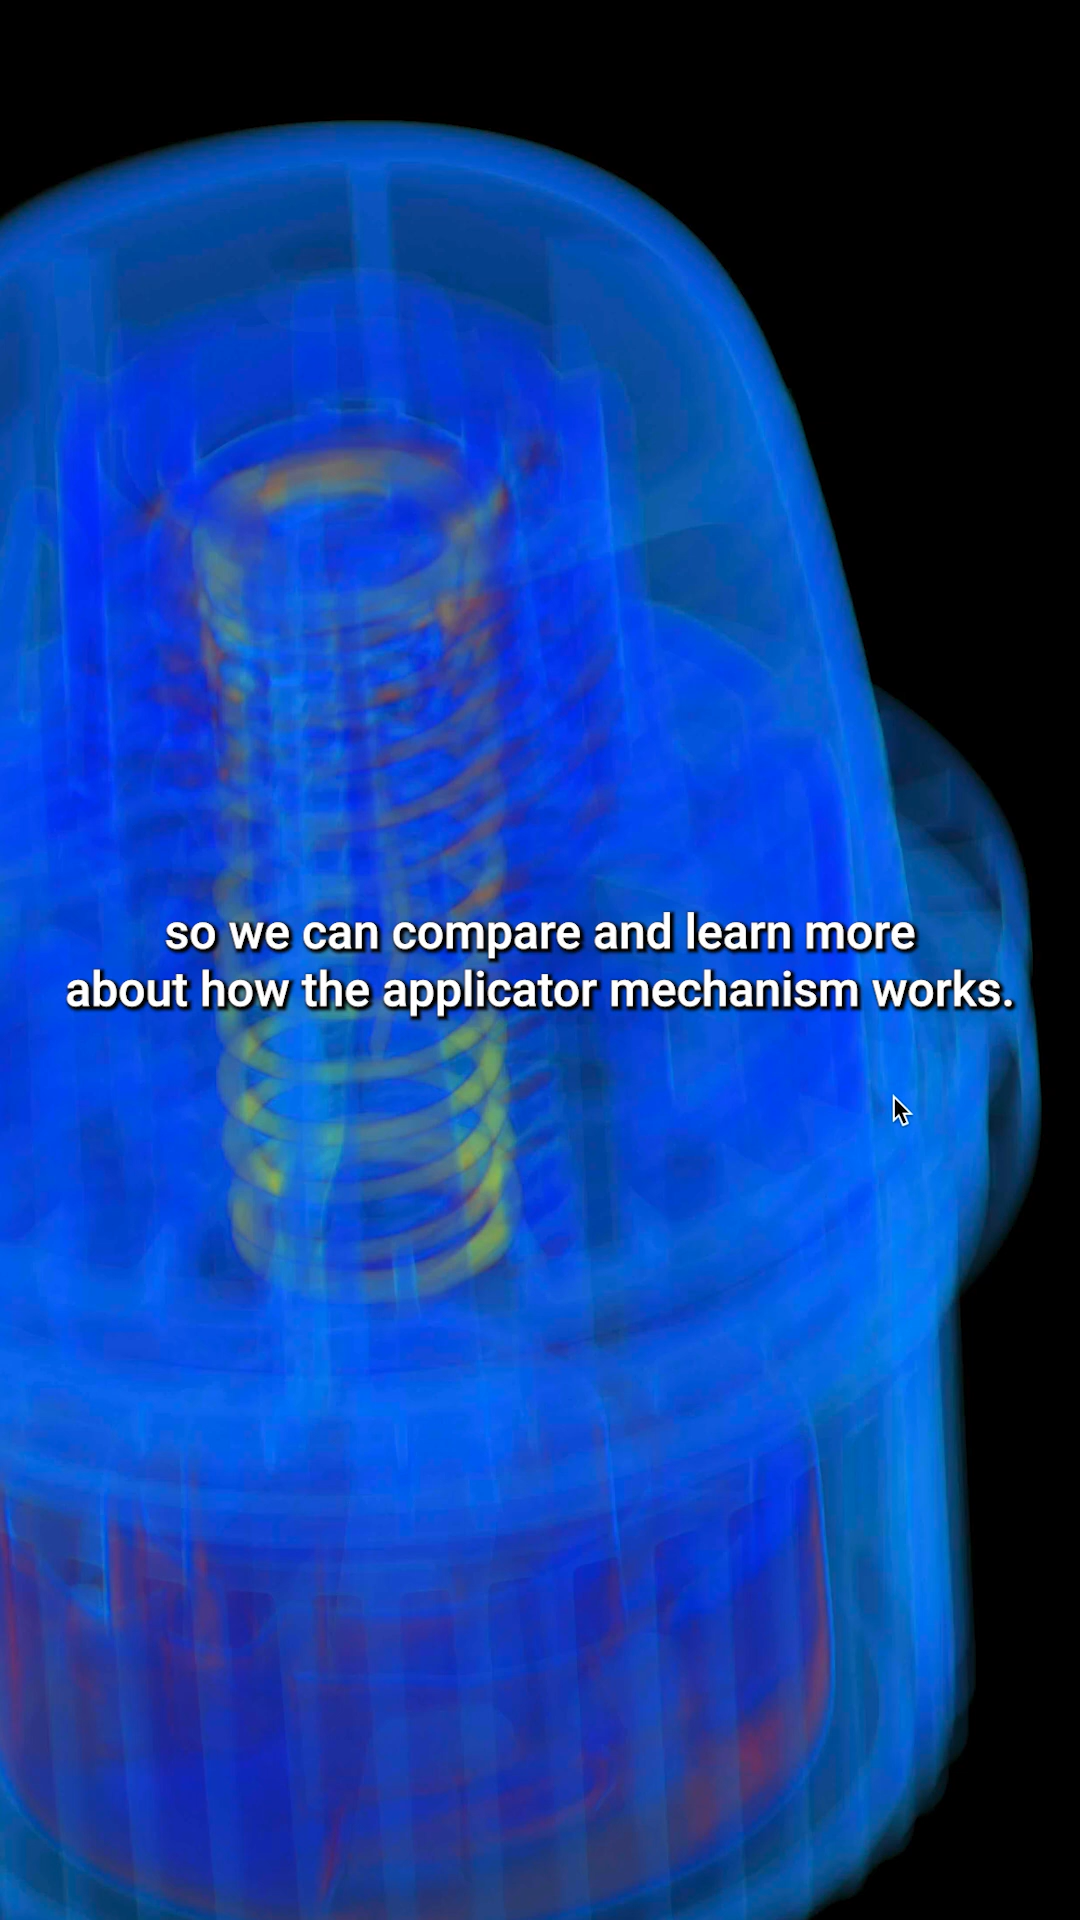 so we can compare and learn more
about how the applicator mechanism works.